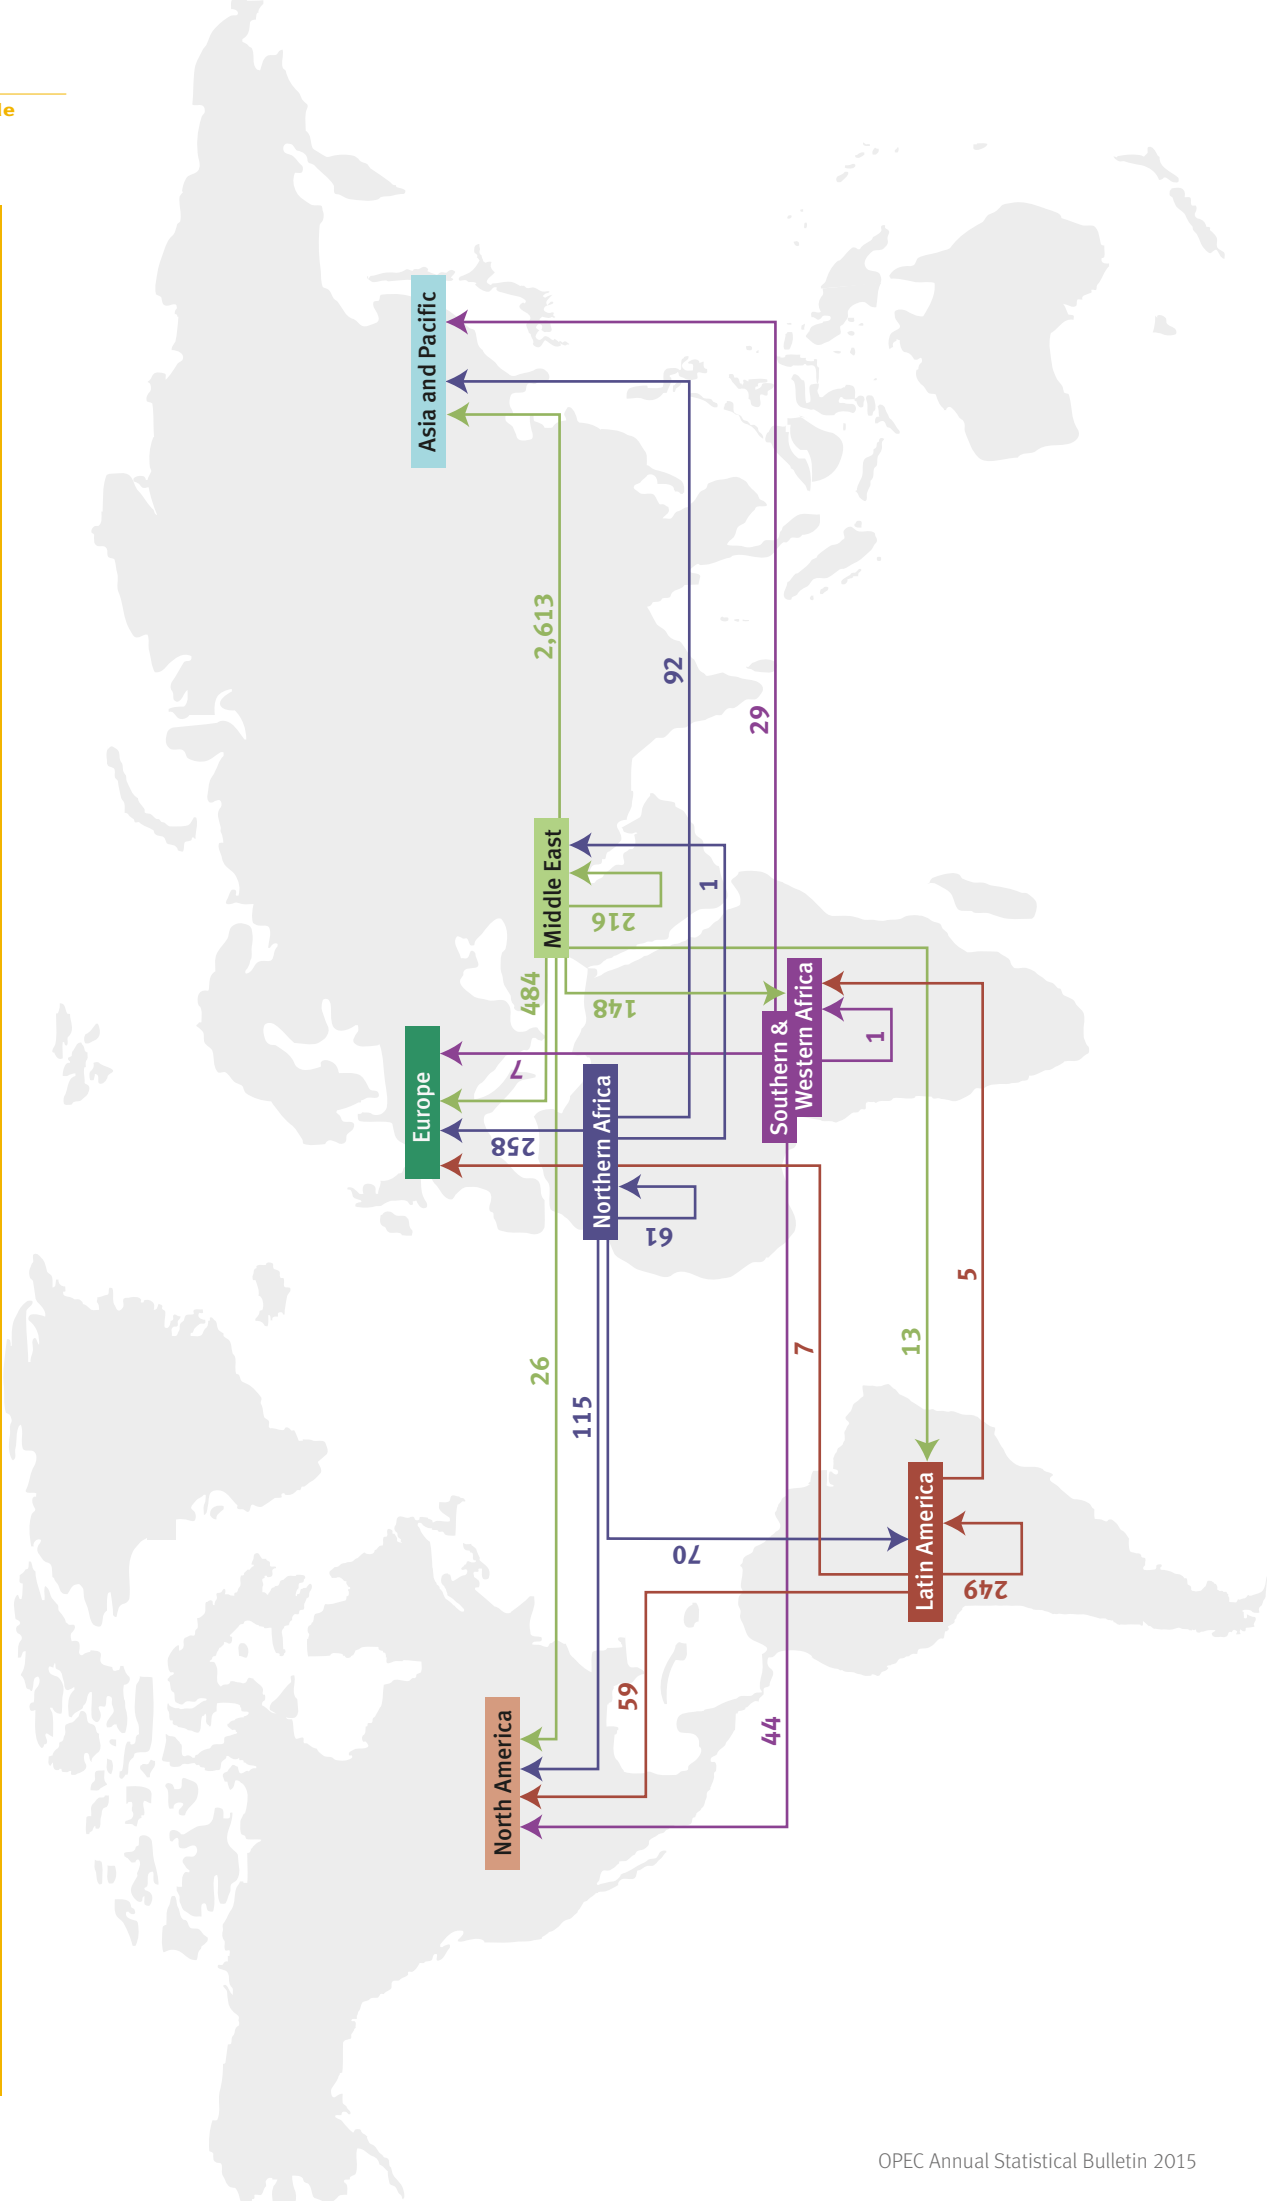 le
Asia and Pacific
2,613
92
29
Middle East
1
216
484
148
Southern &
Western Africa
1
Europe
7
Northern Africa
258
61
5
13
7
26
115
70
Latin America
249
59
44
North America
OPEC Annual Statistical Bulletin 2015